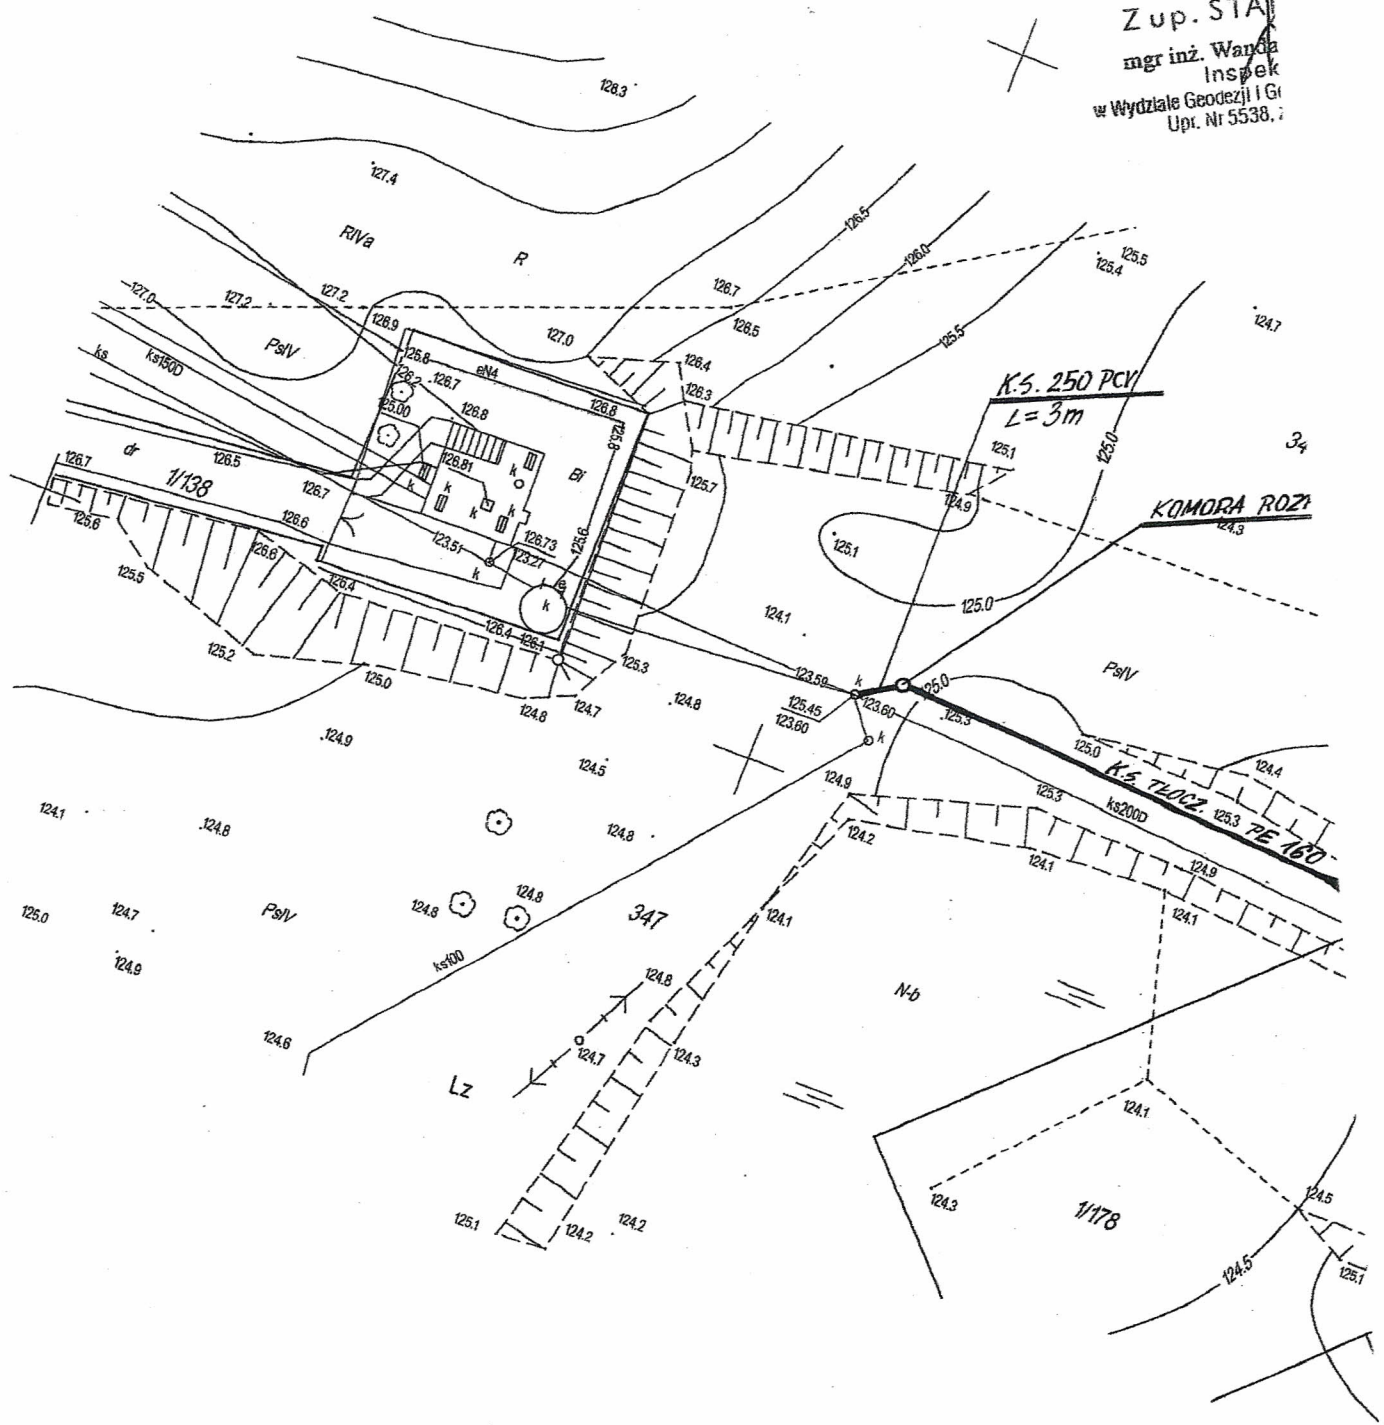 Z up. STA
mgr inż. Wanda
Inspek
w Wydziale Geodezji i G
Upr. Nr 5538,
128.3
127.4
RIVa
R
126.5
126.0
125.5
125.4
127.0
127.2
127.2
126.7
126.5
124.7
126.9
127.0
125.5
PsIV
ks
ks150D
126.8
126.2
126.7
eN4
126.4
126.3
K.S. 250 PCV
L= 3m
125.00
126.8
126.8
125.8
125.0
34
dr
126.7
126.5
1/138
126.7
126.81
k
k
k
k
k
Bi
125.7
125.1
124.9
KOMORA ROZP
124.3
125.6
126.6
126.6
123.51
126.73
123.27
125.6
125.1
125.5
126.4
k
e
k
125.0
124.1
126.4
126.1
125.2
125.0
125.3
PsIV
123.59
k
125.0
124.8
124.7
124.8
125.45
123.60
123.60
125.3
124.9
k
125.0
124.4
124.5
124.9
125.3
K.S. TŁOCZ. PE 160
ks200D
125.3
124.1
124.8
124.8
124.2
124.1
124.9
125.0
124.7
PsIV
124.8
124.8
347
124.1
124.1
124.9
ks100
124.8
N-b
124.6
124.7
124.3
Lz
124.1
124.3
1/178
124.5
125.1
124.2
124.2
124.5
125.1